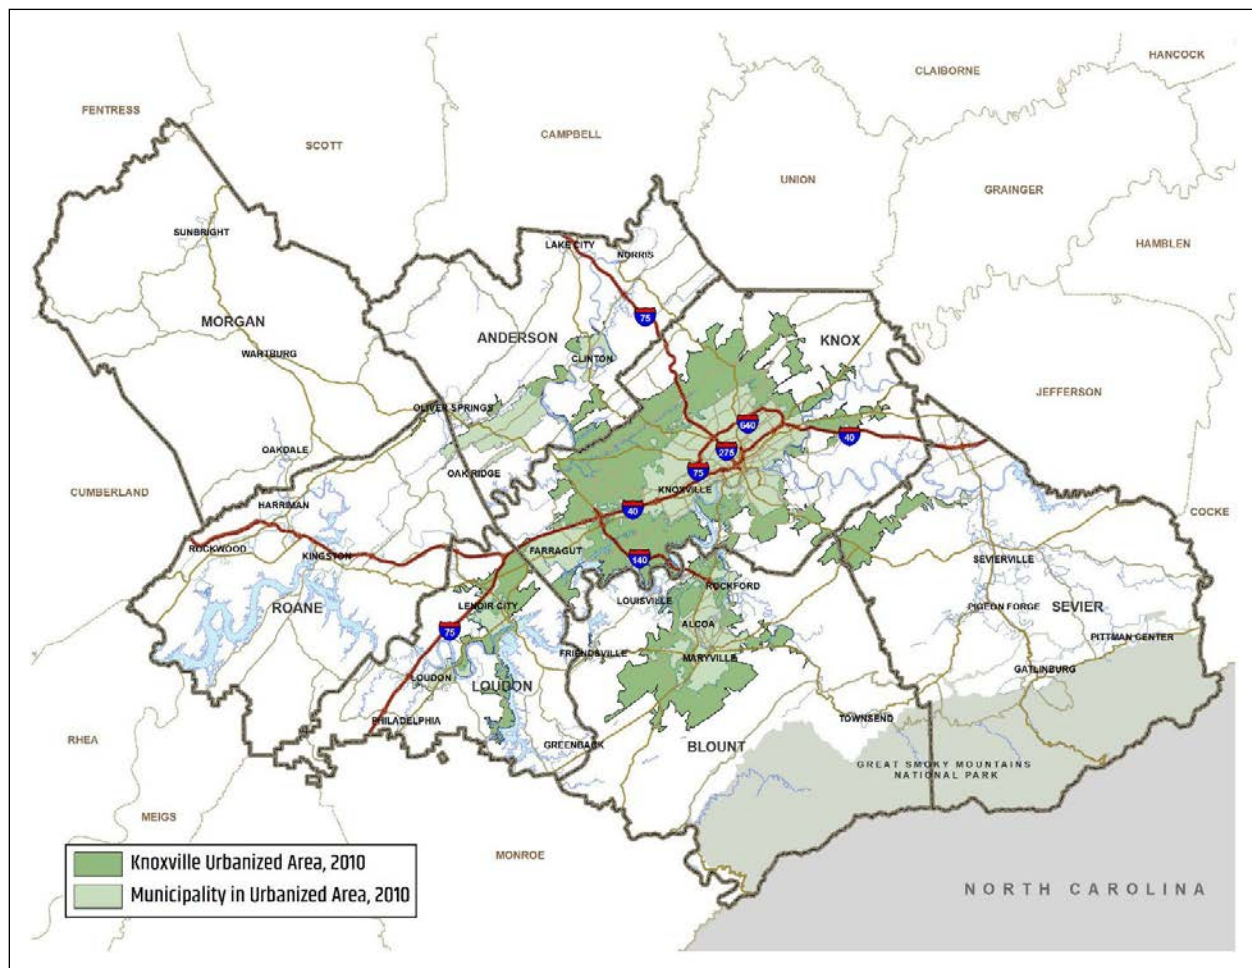 HANCOCK
CLAIBORNE
FENTRESS
CAMPBELL
SCOTT
UNION
GRAINGER
SUNBRIGHT
LAKE CITY
HAMBLEN
NORRIS
75
MORGAN
ANDERSON
KNOX
WARTBURG
CLINTON
JEFFERSON
OLIVER SPRINGS
640
40
OAKDALE
275
OAK RIDGE
75
CUMBERLAND
KNOXVILLE
HARRIMAN
40
COCKE
ROCKWOOD
KINGSTON
FARRAGUT
140
SEVIERVILLE
ROCKFORD
LOUISVILLE
ROANE
LENOIR CITY
PIGEON FORGE
SEVIER
ALCOA
75
PITTMAN CENTER
FRIENDSVILLE
MARYVILLE
GATLINBURG
LOUDON
LOUDON
PHILADELPHIA
TOWNSEND
RHEA
GREENBACK
BLOUNT
GREAT SMOKY MOUNTAINS
NATIONAL PARK
MEIGS
MONROE
Knoxville Urbanized Area, 2010
Municipality in Urbanized Area, 2010
NORTH CAROLINA